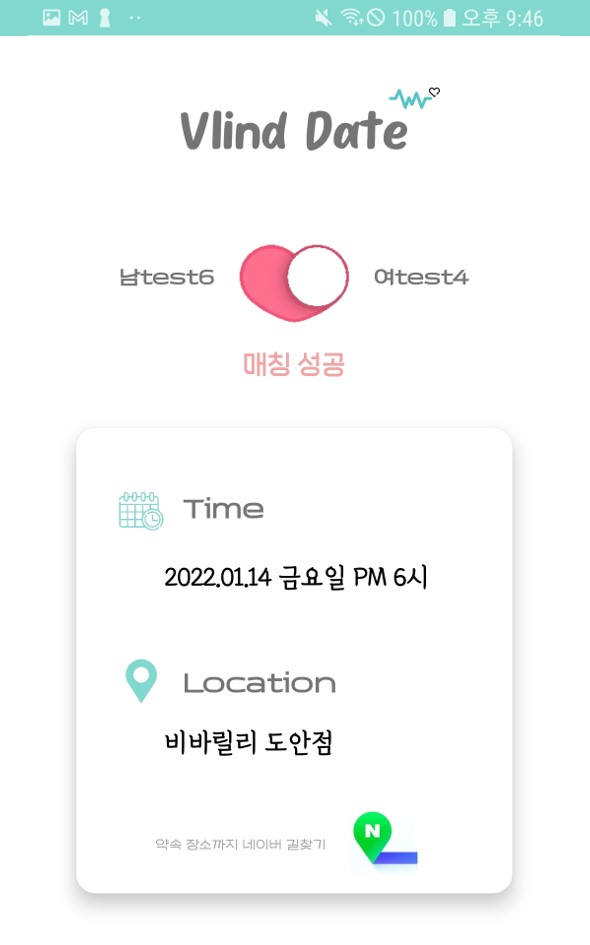 100% 오후 9:46
Vlind Date
남test6 여test4
매칭 성공
Time
2022.01.14 금요일 PM 6시
Location
비바릴리 도안점
약속 장소까지 네이버 길찾기 N